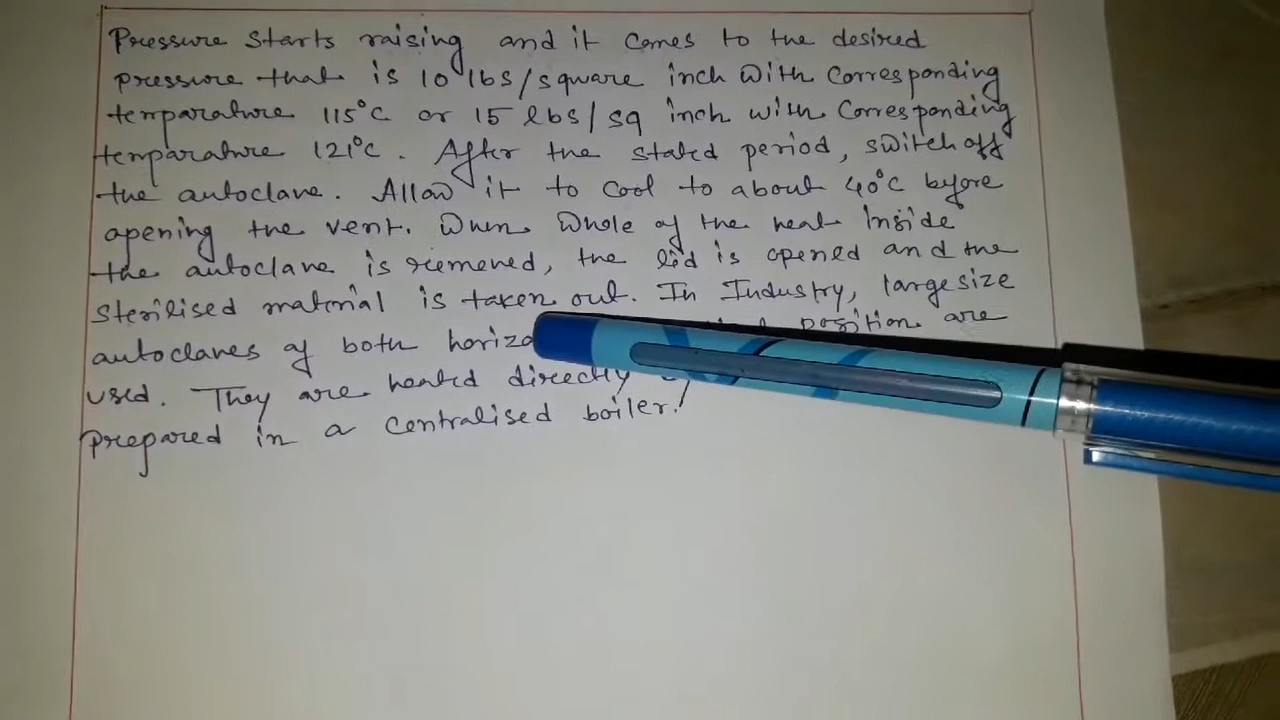 Pressure starts raising and it comes to the desired
pressure that is 10 lbs/square inch with corresponding
temparature 115°C or 15 lbs/sq inch with corresponding
temparature 121°C. After the stated period, switch off
the autoclave. Allow it to cool to about 40°C before
opening the vent. When whole of the heat inside
the autoclave is removed, the lid is opened and the
sterilised material is taken out. In Industry, large size
autoclaves of both position are
used. They are heated directly
prepared in a centralised boiler.